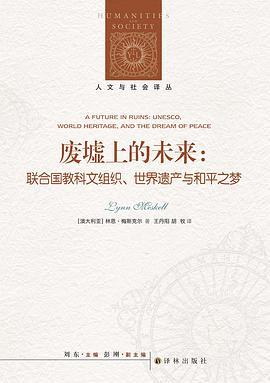 HUMANITIES
AND
SOCIETY
人文与社会译丛
A FUTURE IN RUINS: UNESCO,
WORLD HERITAGE, AND THE DREAM OF PEACE
废墟上的未来：
联合国教科文组织、世界遗产与和平之梦
Lynn Meskell
[澳大利亚] 林恩·梅斯克尔 著 王丹阳 胡牧 译
刘东·主编 彭刚·副主编
译林出版社